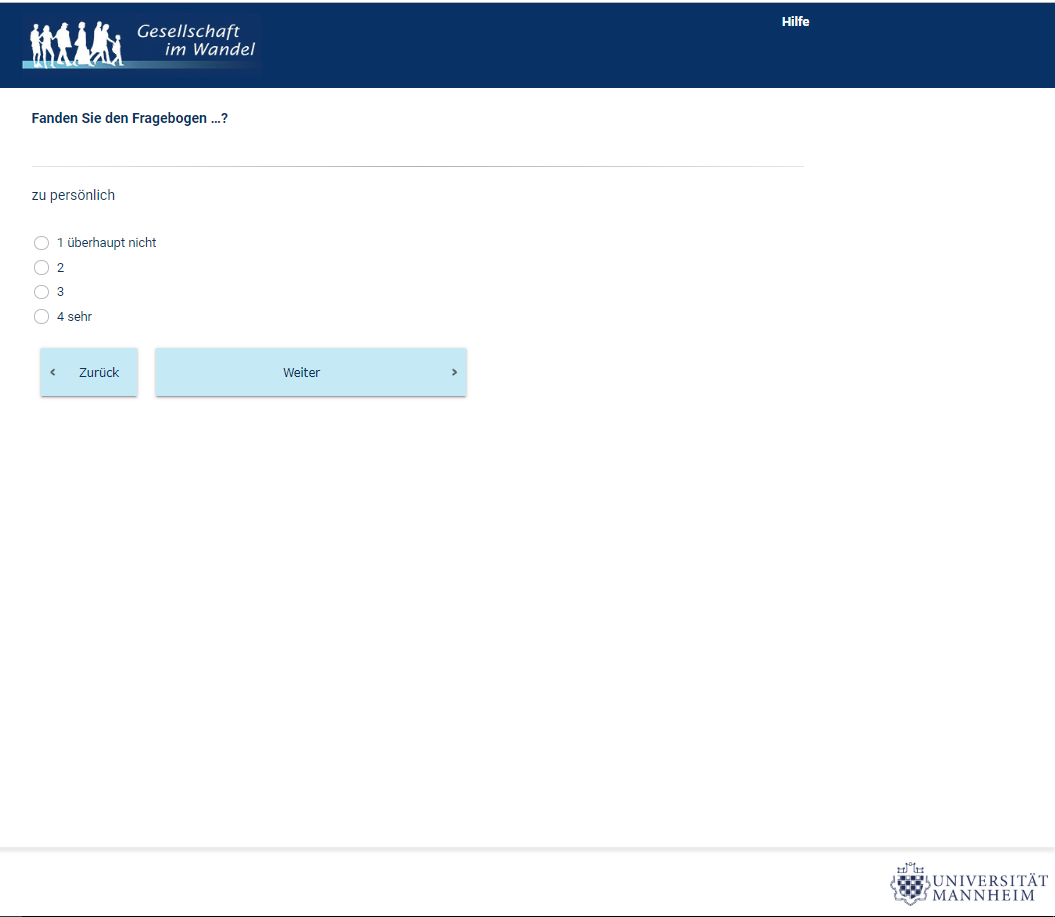 Gesellschaft
im Wandel
Hilfe
Fanden Sie den Fragebogen ...?
zu persönlich
1 überhaupt nicht
2
3
4 sehr
‹ Zurück
Weiter ›
UNIVERSITÄT
MANNHEIM